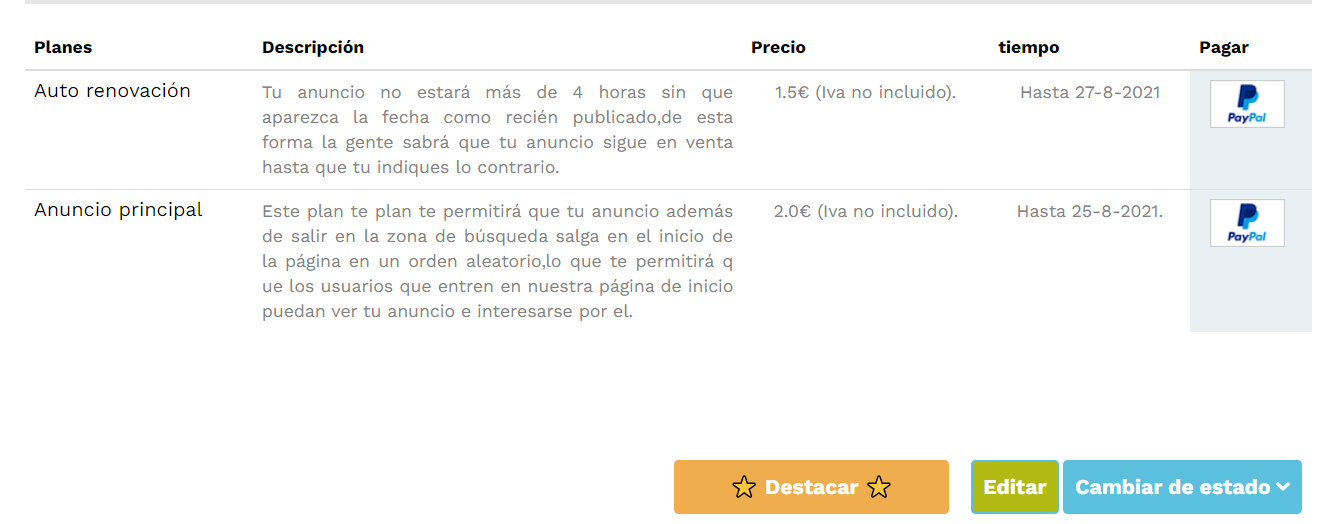 Planes Descripción Precio tiempo Pagar
Auto renovación
Tu anuncio no estará más de 4 horas sin que
aparezca la fecha como recién publicado,de esta
forma la gente sabrá que tu anuncio sigue en venta
hasta que tu indiques lo contrario.
1.5€ (Iva no incluido).
Hasta 27-8-2021
PayPal
Anuncio principal
Este plan te plan te permitirá que tu anuncio además
de salir en la zona de búsqueda salga en el inicio de
la página en un orden aleatorio,lo que te permitirá q
ue los usuarios que entren en nuestra página de inicio
puedan ver tu anuncio e interesarse por el.
2.0€ (Iva no incluido).
Hasta 25-8-2021.
PayPal
Destacar
Editar
Cambiar de estado